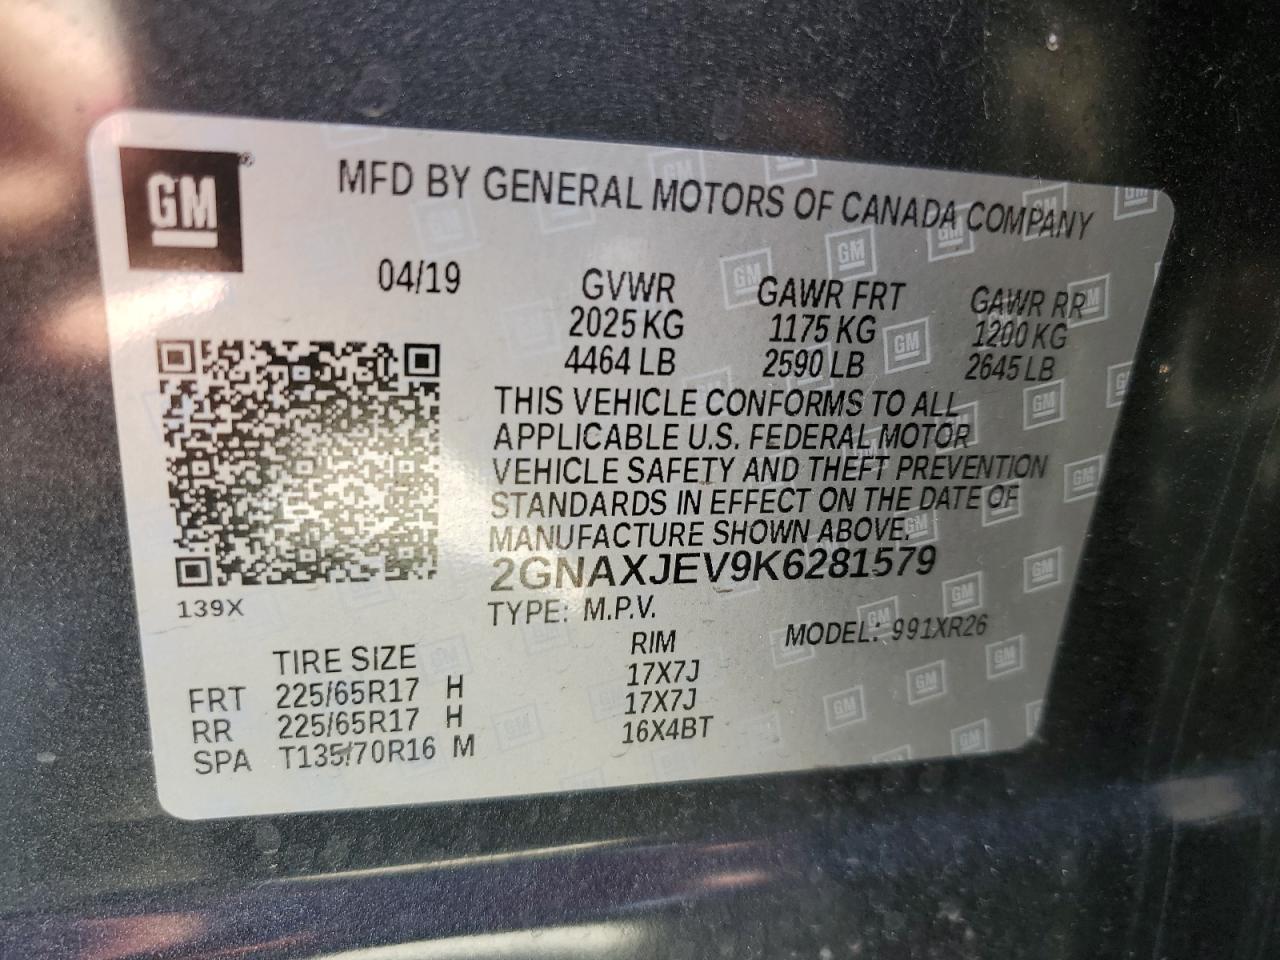 GM®
MFD BY GENERAL MOTORS OF CANADA COMPANY
04/19 GVWR GAWR FRT GAWR RR
2025 KG 1175 KG 1200 KG
4464 LB 2590 LB 2645 LB
THIS VEHICLE CONFORMS TO ALL
APPLICABLE U.S. FEDERAL MOTOR
VEHICLE SAFETY AND THEFT PREVENTION
STANDARDS IN EFFECT ON THE DATE OF
MANUFACTURE SHOWN ABOVE.
2GNAXJEV9K6281579
139X
TYPE: M.P.V. MODEL: 991XR26
TIRE SIZE RIM
FRT 225/65R17 H 17X7J
RR 225/65R17 H 17X7J
SPA T135/70R16 M 16X4BT